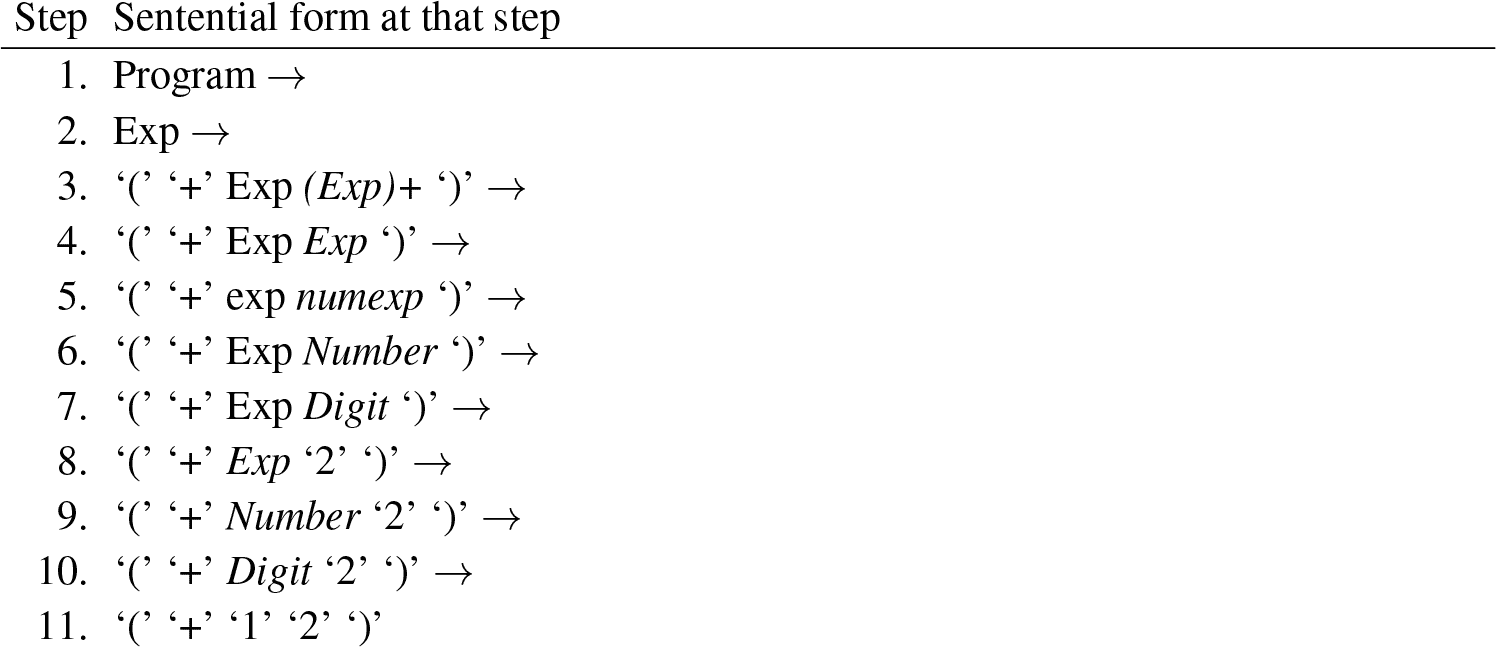 Step Sentential form at that step
1. Program →
2. Exp →
3. ‘(’ ‘+’ Exp (Exp)+ ‘)’ →
4. ‘(’ ‘+’ Exp Exp ‘)’ →
5. ‘(’ ‘+’ exp numexp ‘)’ →
6. ‘(’ ‘+’ Exp Number ‘)’ →
7. ‘(’ ‘+’ Exp Digit ‘)’ →
8. ‘(’ ‘+’ Exp ‘2’ ‘)’ →
9. ‘(’ ‘+’ Number ‘2’ ‘)’ →
10. ‘(’ ‘+’ Digit ‘2’ ‘)’ →
11. ‘(’ ‘+’ ‘1’ ‘2’ ‘)’